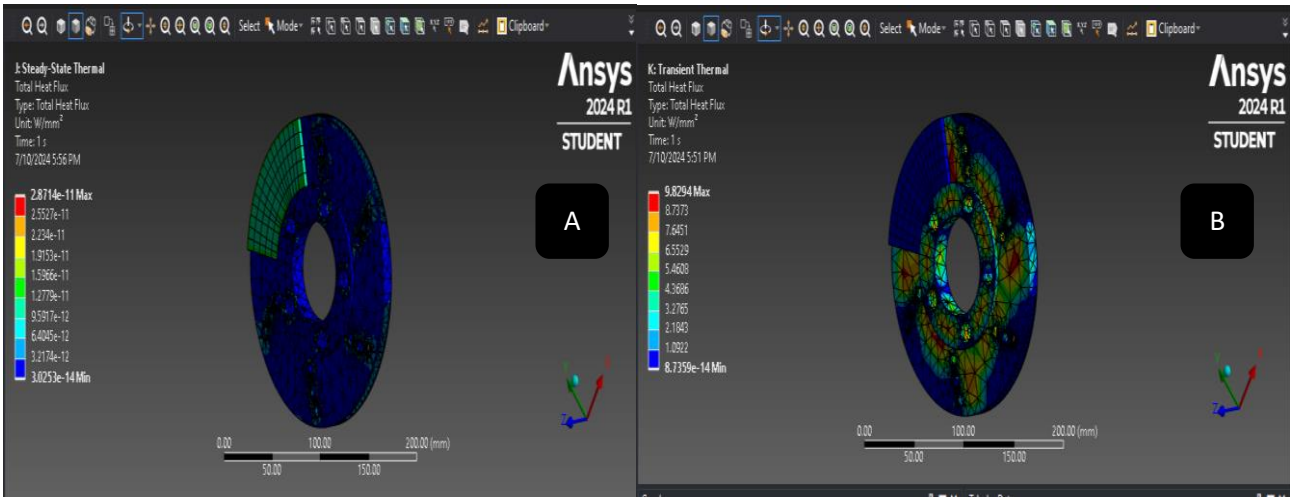 Select Mode Clipboard
J: Steady-State Thermal
Total Heat Flux
Type: Total Heat Flux
Unit: W/mm²
Time: 1 s
7/10/2024 5:56 PM
2.8714e-11 Max
2.5527e-11
2.234e-11
1.9153e-11
1.5966e-11
1.2779e-11
9.5917e-12
6.4045e-12
3.2174e-12
3.0253e-14 Min
Ansys
2024 R1
STUDENT
A
Y
X
Z
0.00 100.00 200.00 (mm)
50.00 150.00
Select Mode Clipboard
K: Transient Thermal
Total Heat Flux
Type: Total Heat Flux
Unit: W/mm²
Time: 1 s
7/10/2024 5:51 PM
9.8294 Max
8.7373
7.6451
6.5529
5.4608
4.3686
3.2765
2.1843
1.0922
8.7359e-14 Min
Ansys
2024 R1
STUDENT
B
Y
X
Z
0.00 100.00 200.00 (mm)
50.00 150.00